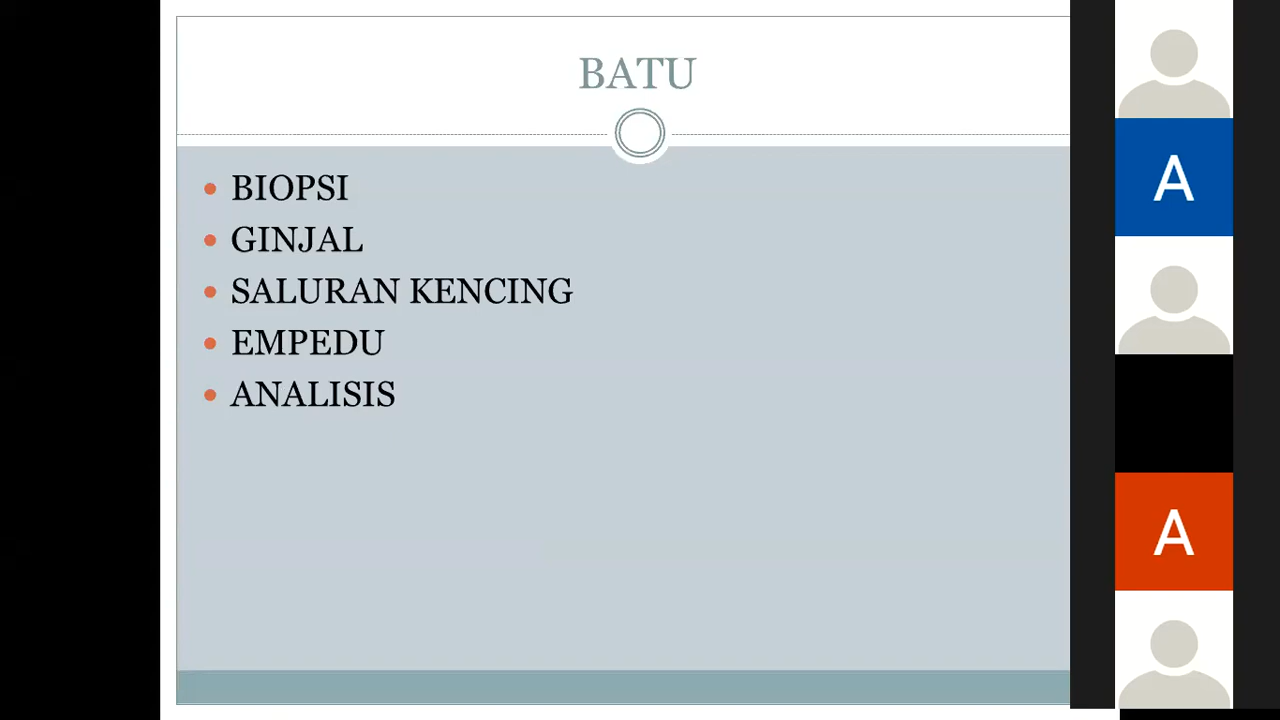 BATU
BIOPSI
GINJAL
SALURAN KENCING
EMPEDU
ANALISIS
A
A